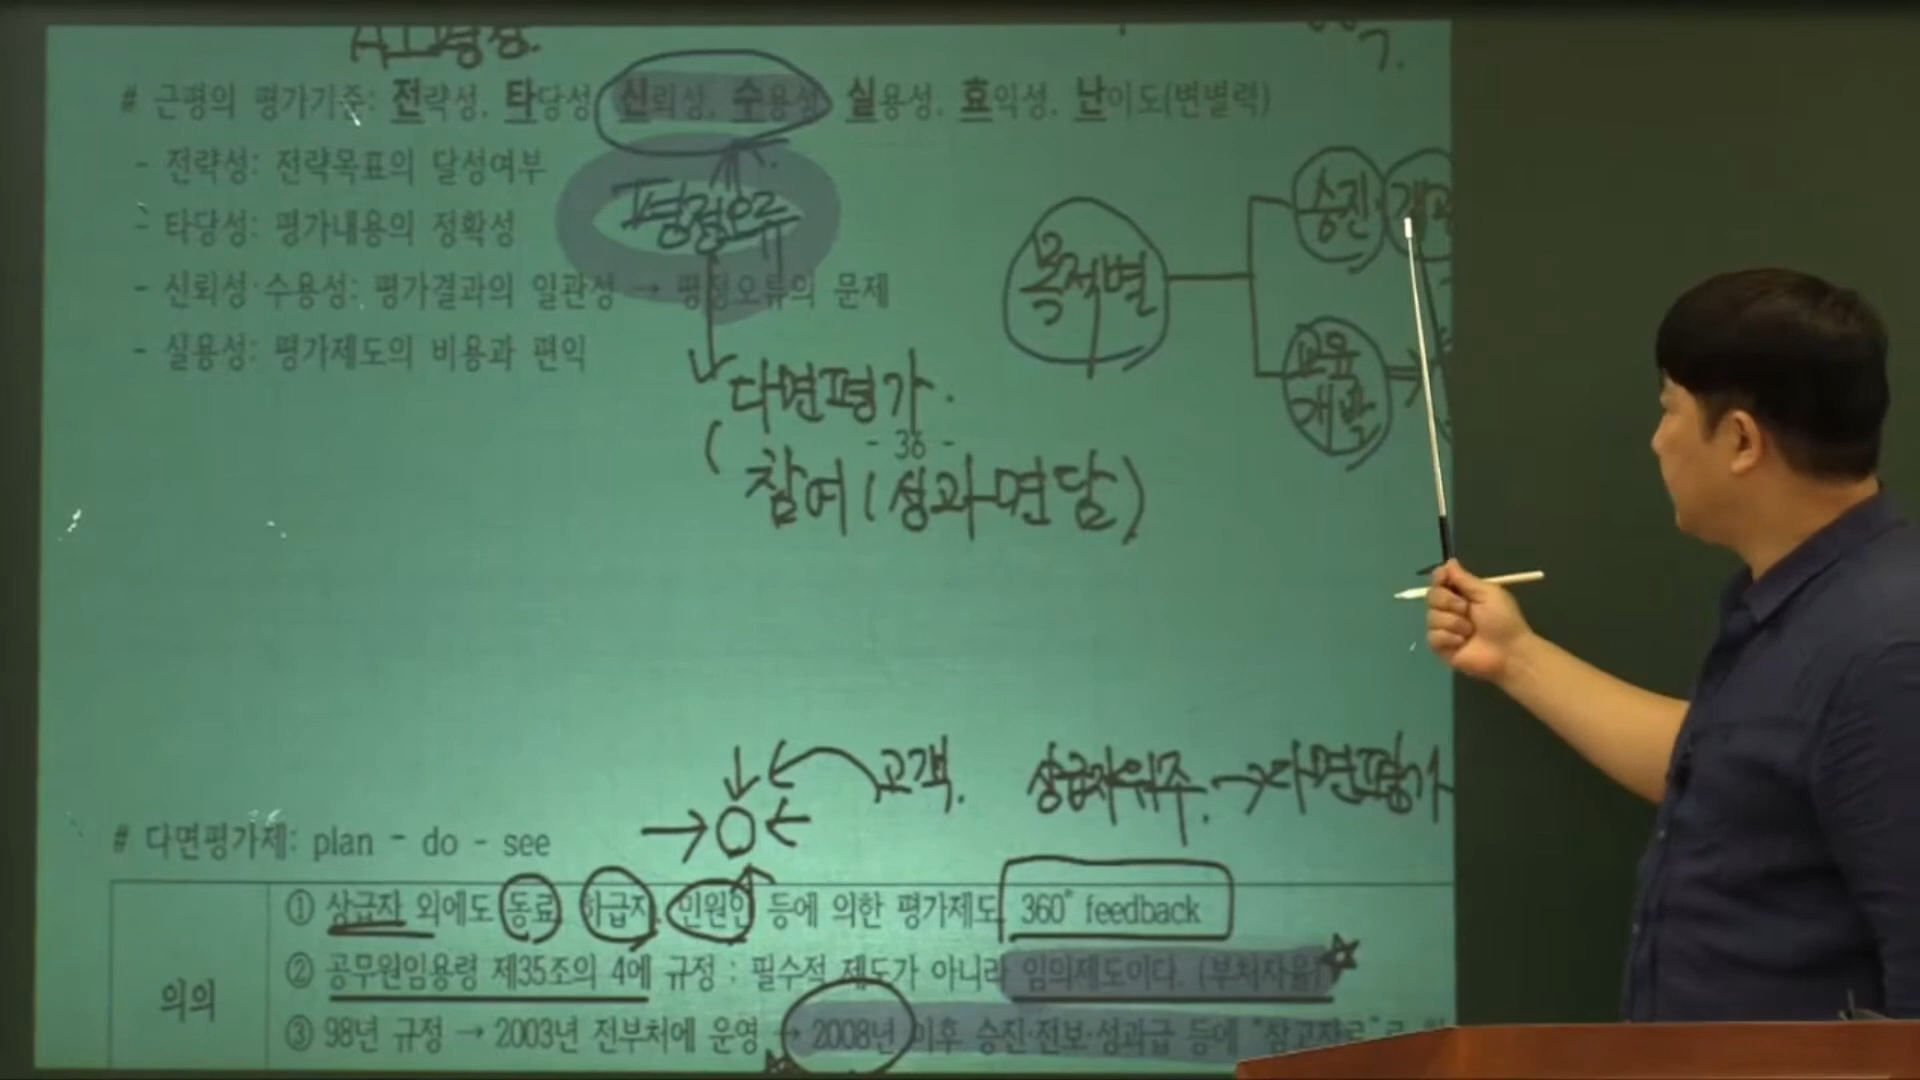 # 근평의 평가기준: 전략성, 타당성 신뢰성, 수용성, 실용성, 효익성, 난이도(변별력)
- 전략성: 전략목표의 달성여부
- 타당성: 평가내용의 정확성
평정오류
- 신뢰성·수용성: 평가결과의 일관성 → 평정오류의 문제
- 실용성: 평가제도의 비용과 편익
목적별
승진
교육
개발
다면평가.
- 36 -
참여(성과면담)
고객.
상급자위주. → 다면평가
# 다면평가제: plan - do - see
의의
① 상급자 외에도 동료 하급자, 민원인 등에 의한 평가제도, 360° feedback
② 공무원임용령 제35조의 4에 규정 : 필수적 제도가 아니라 임의제도이다. (부처자율)
③ 98년 규정 → 2003년 전부처에 운영 → 2008년 이후 승진·전보·성과급 등에 "참고자료"로